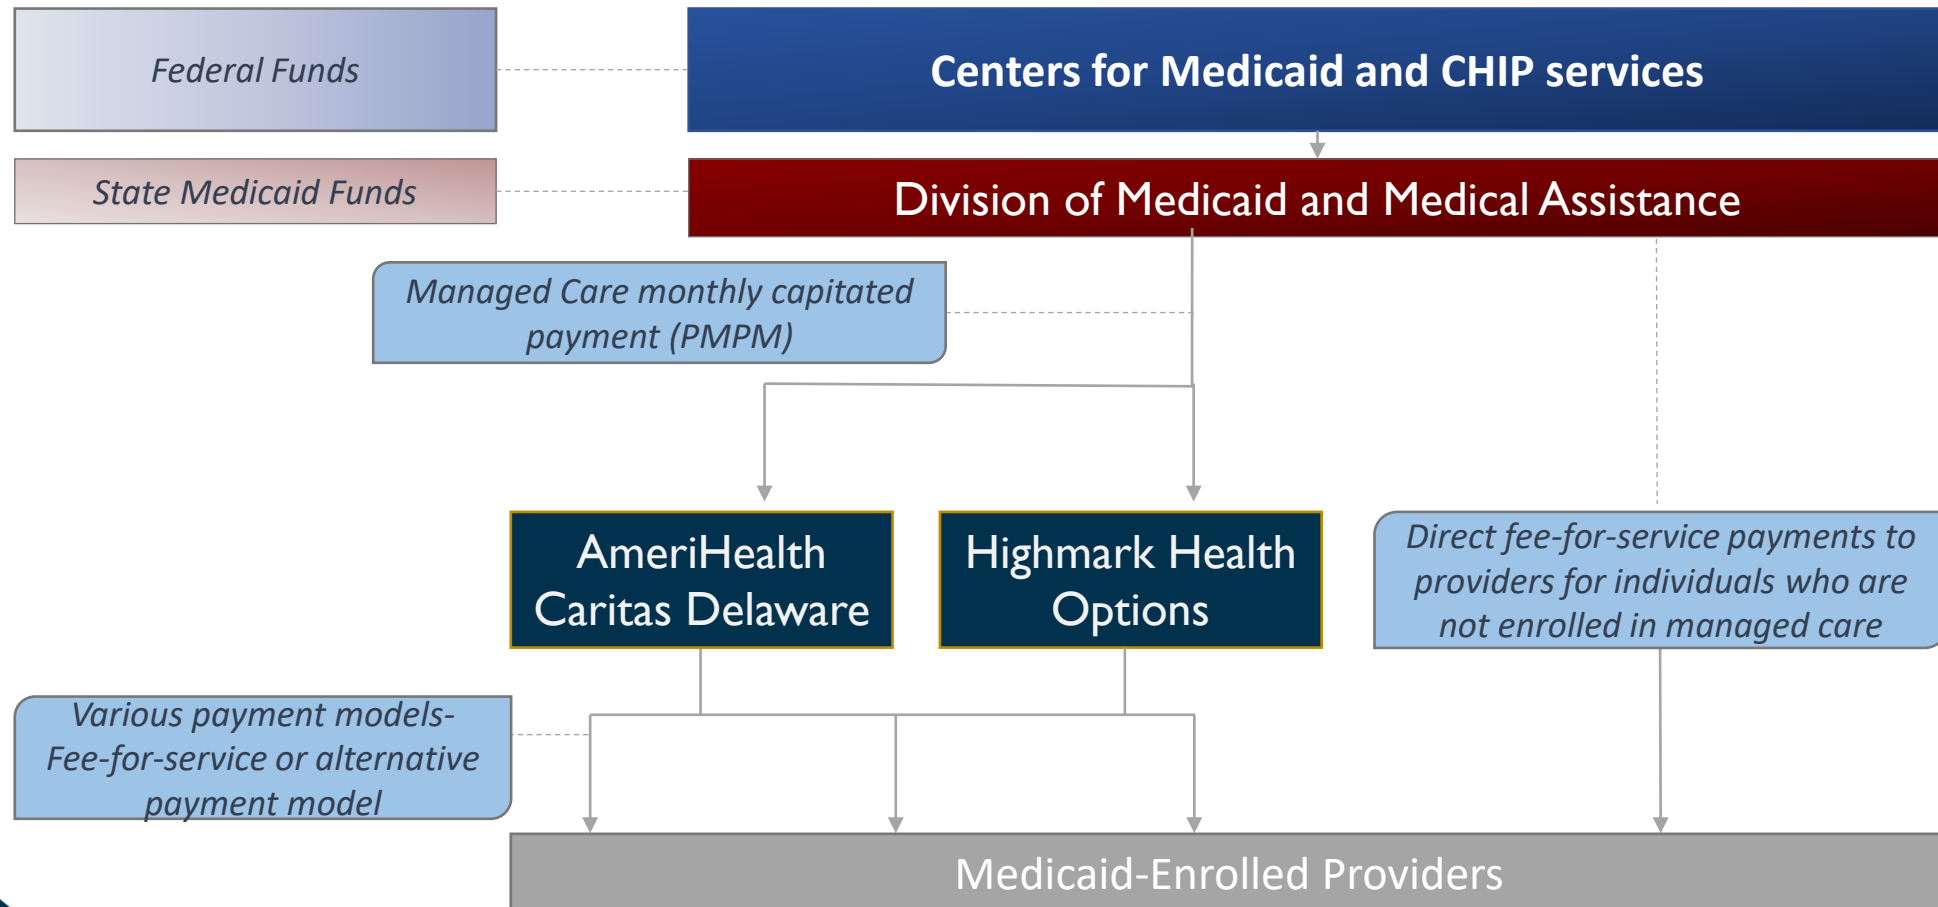 Federal Funds
Centers for Medicaid and CHIP services
State Medicaid Funds
Division of Medicaid and Medical Assistance
Managed Care monthly capitated
payment (PMPM)
AmeriHealth
Caritas Delaware
Highmark Health
Options
Direct fee-for-service payments to
providers for individuals who are
not enrolled in managed care
Various payment models-
Fee-for-service or alternative
payment model
Medicaid-Enrolled Providers